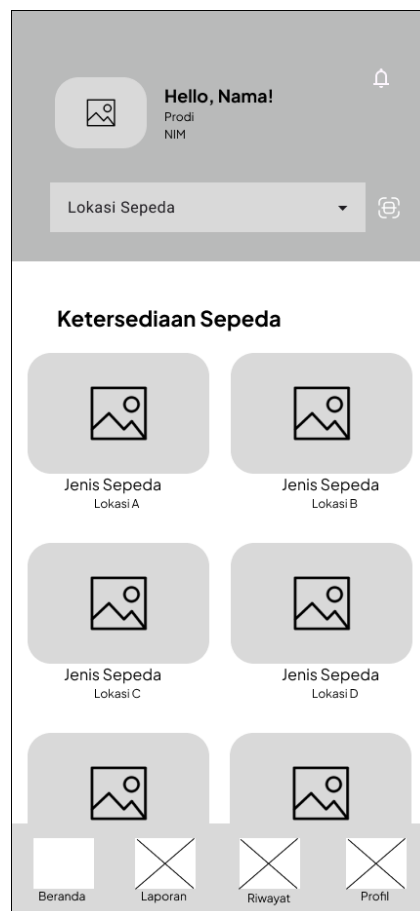 Hello, Nama!
Prodi
NIM
Lokasi Sepeda
Ketersediaan Sepeda
Jenis Sepeda
Lokasi A
Jenis Sepeda
Lokasi B
Jenis Sepeda
Lokasi C
Jenis Sepeda
Lokasi D
Beranda
Laporan
Riwayat
Profil